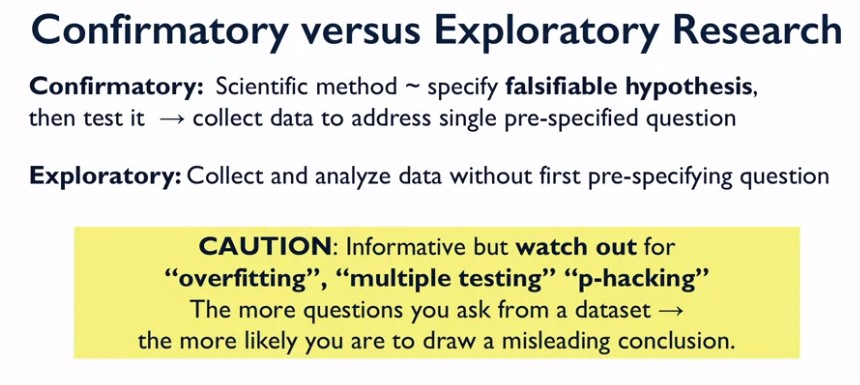 Confirmatory versus Exploratory Research
Confirmatory: Scientific method ~ specify falsifiable hypothesis,
then test it → collect data to address single pre-specified question
Exploratory: Collect and analyze data without first pre-specifying question
CAUTION: Informative but watch out for
“overfitting”, “multiple testing” “p-hacking”
The more questions you ask from a dataset →
the more likely you are to draw a misleading conclusion.